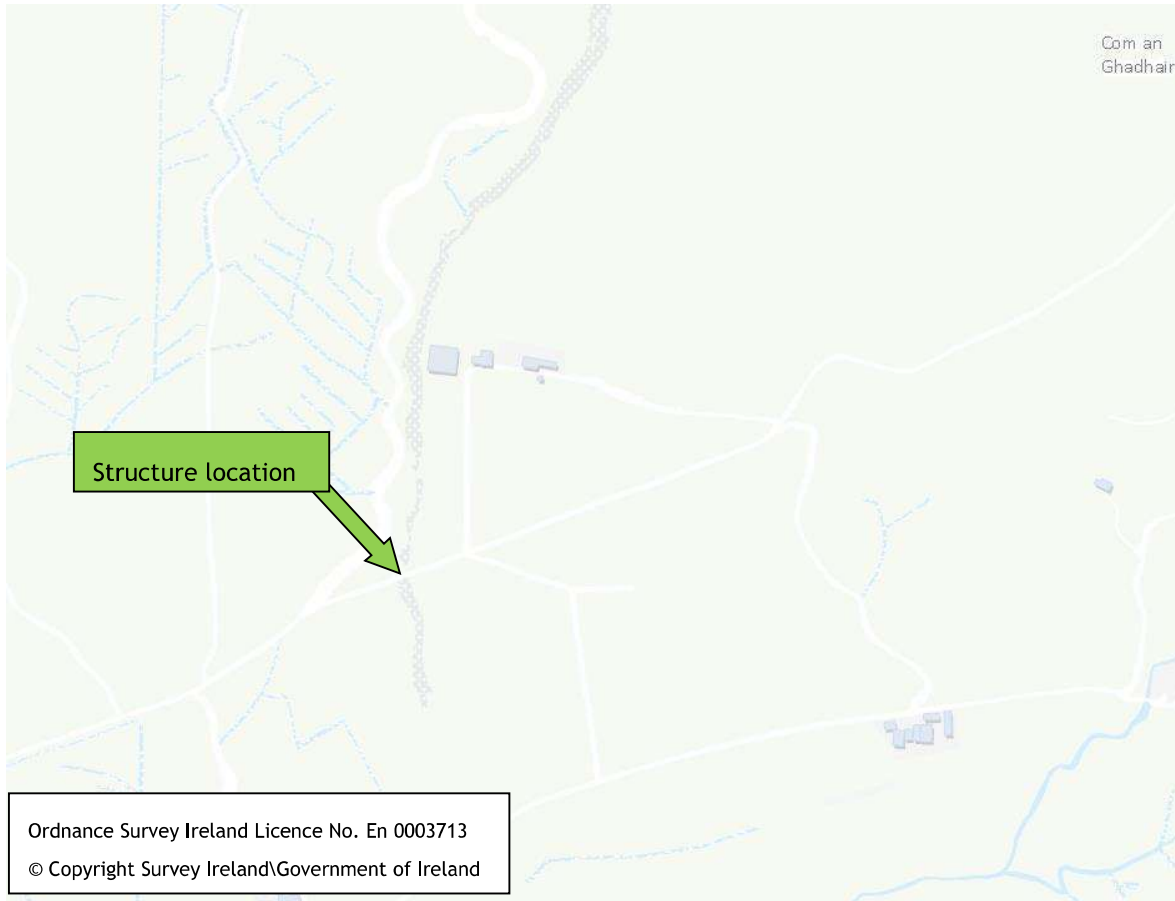 Com an
Ghadhair
Structure location
Ordnance Survey Ireland Licence No. En 0003713
© Copyright Survey Ireland\Government of Ireland